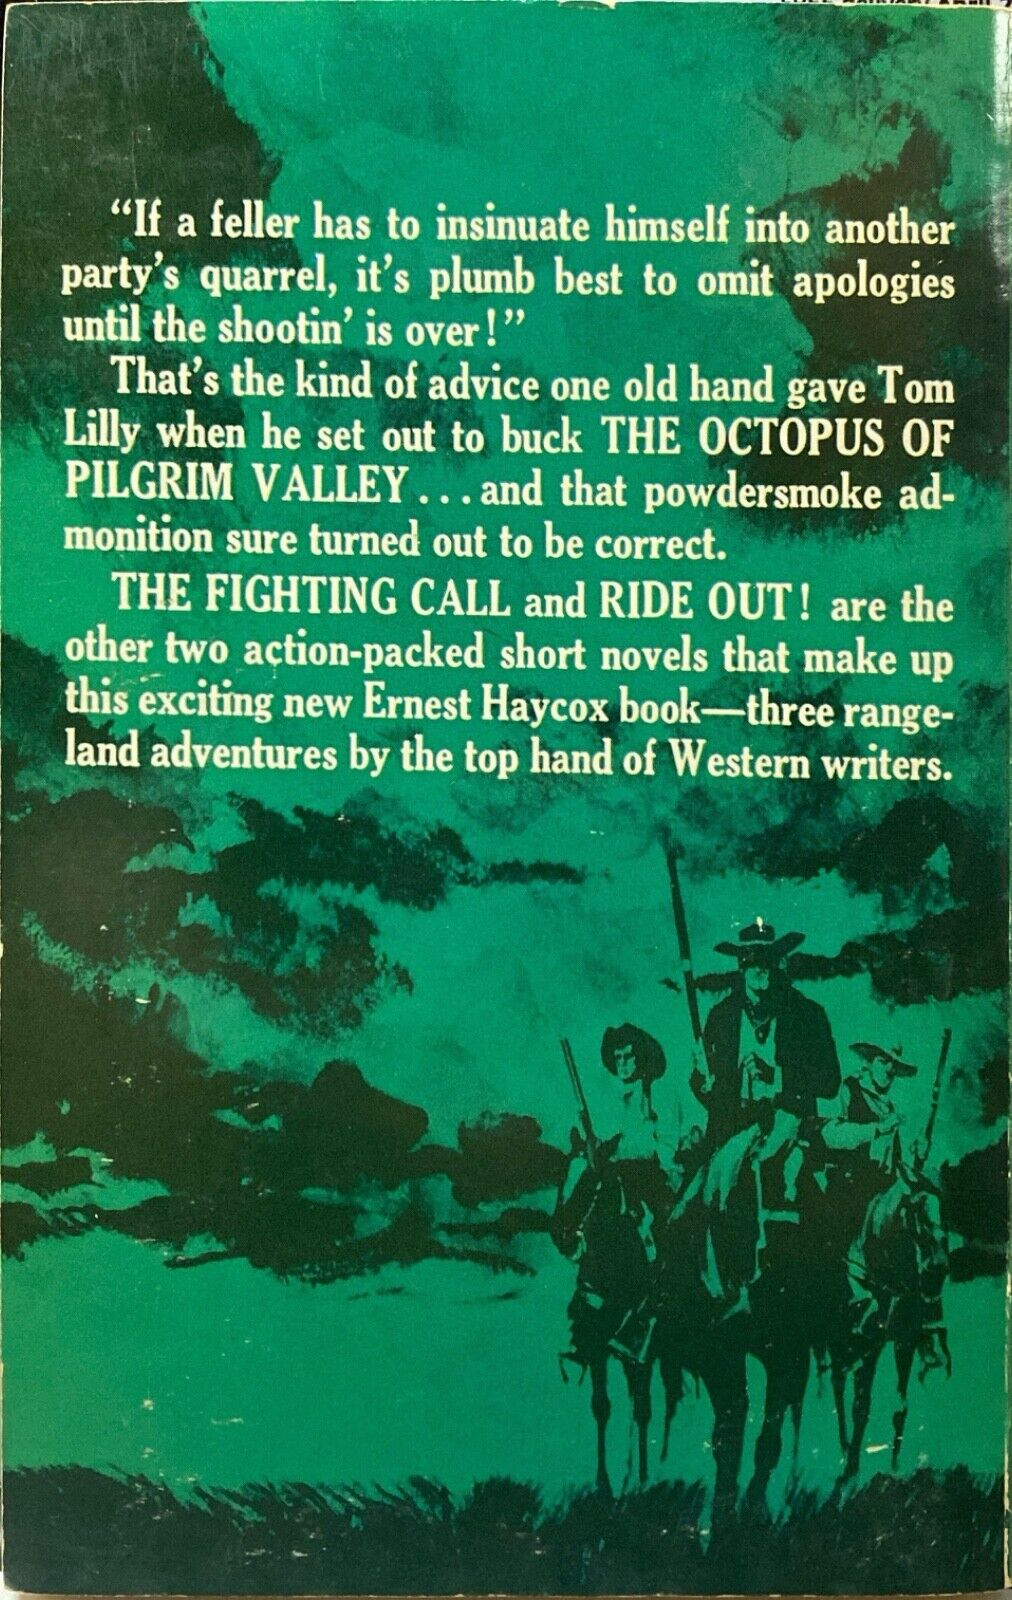 “If a feller has to insinuate himself into another
party’s quarrel, it’s plumb best to omit apologies
until the shootin’ is over!”
That’s the kind of advice one old hand gave Tom
Lilly when he set out to buck THE OCTOPUS OF
PILGRIM VALLEY...and that powdersmoke ad-
monition sure turned out to be correct.
THE FIGHTING CALL and RIDE OUT! are the
other two action-packed short novels that make up
this exciting new Ernest Haycox book—three range-
land adventures by the top hand of Western writers.